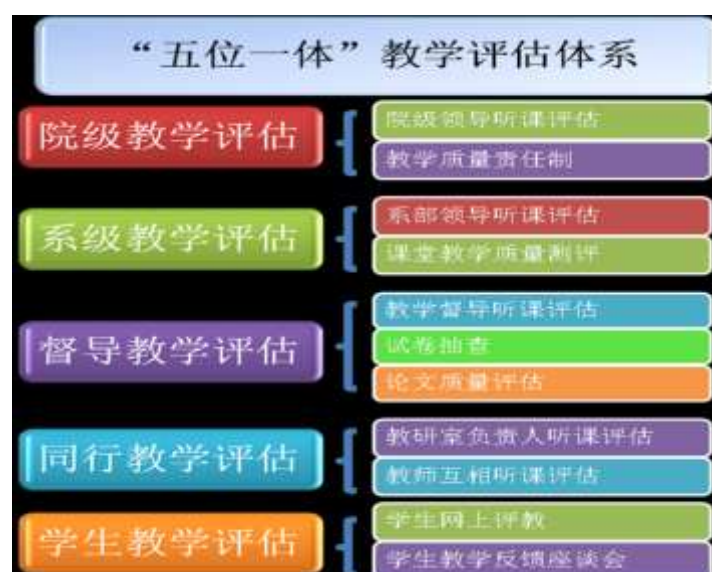 “五位一体”教学评估体系
院级教学评估
院级领导听课评估
教学质量责任制
系级教学评估
系部领导听课评估
课堂教学质量测评
督导教学评估
教学督导听课评估
试卷抽查
论文质量评估
同行教学评估
教研室负责人听课评估
教师互相听课评估
学生教学评估
学生网上评教
学生教学反馈座谈会